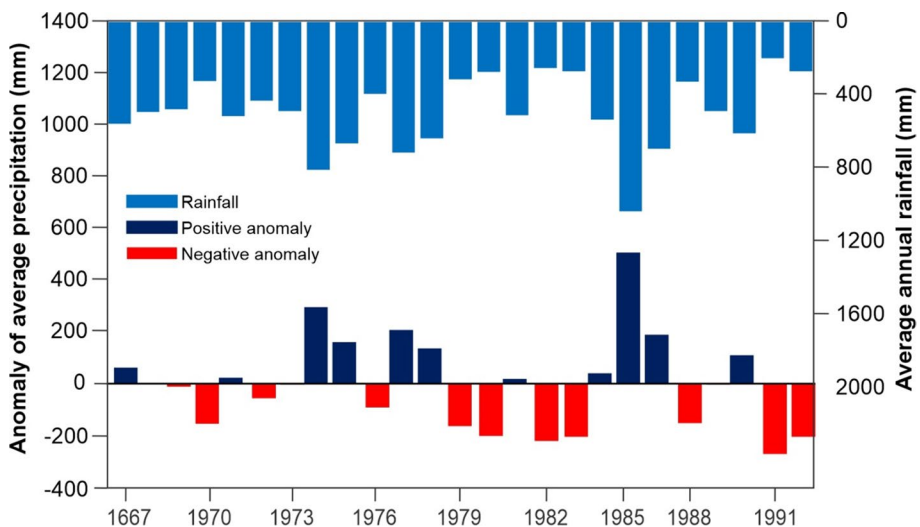 Anomaly of average precipitation (mm)
1400
1200
1000
800
600
400
200
0
-200
-400
Rainfall
Positive anomaly
Negative anomaly
0
400
800
1200
1600
2000
Average annual rainfall (mm)
1667 1970 1973 1976 1979 1982 1985 1988 1991